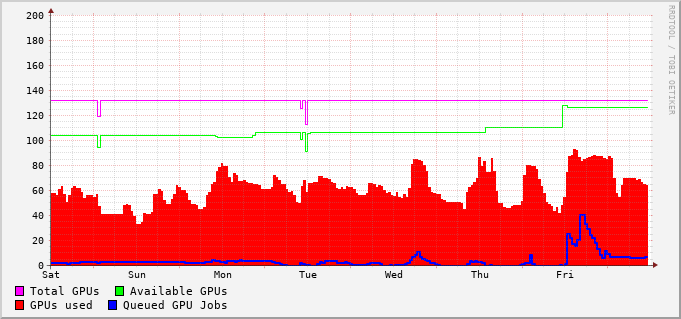 200
180
160
140
120
100
80
60
40
20
0
Sat Sun Mon Tue Wed Thu Fri
Total GPUs Available GPUs
GPUs used Queued GPU Jobs
RRDTOOL / TOBI OETIKER